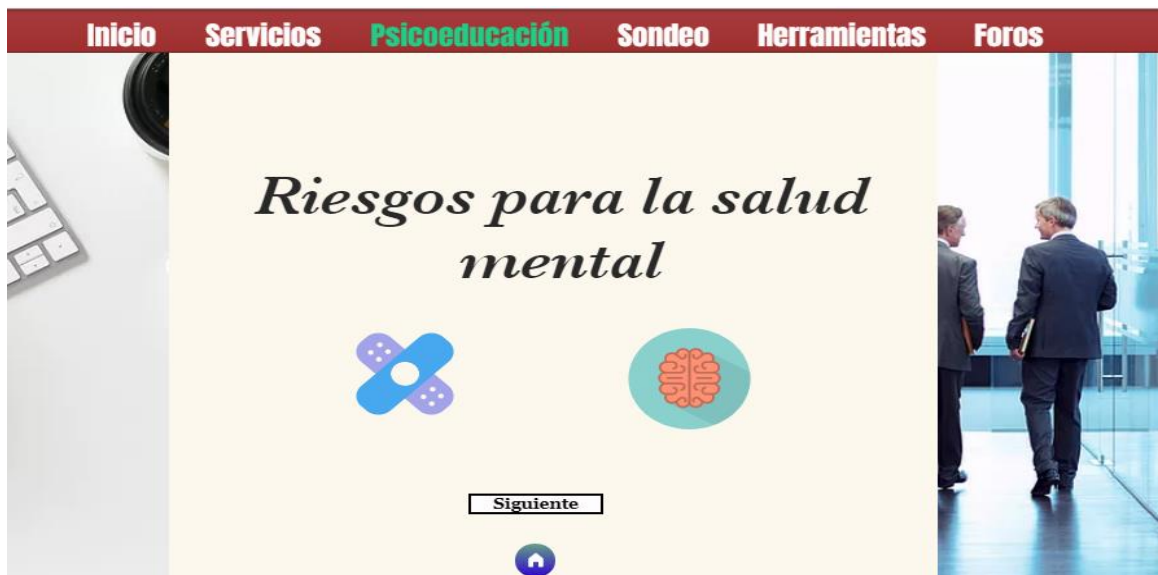 Inicio Servicios Psicoeducación Sondeo Herramientas Foros
Riesgos para la salud
mental
Siguiente